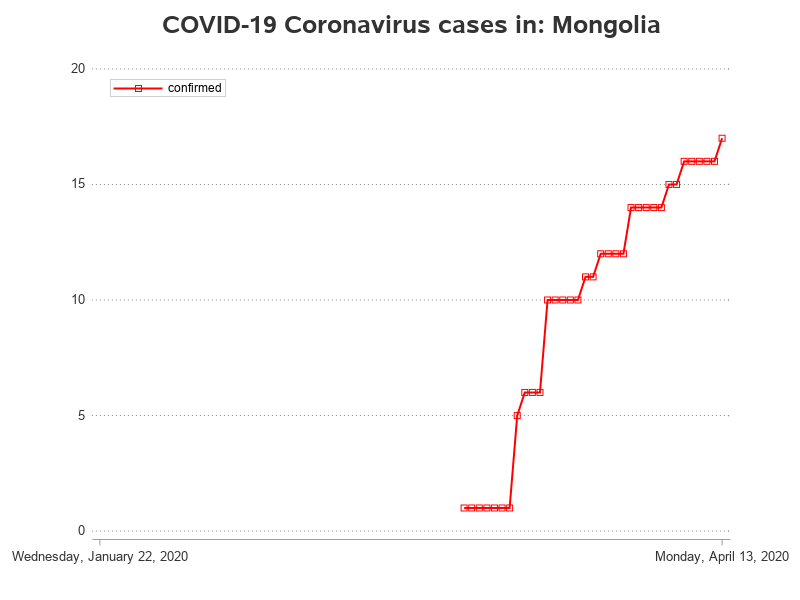 COVID-19 Coronavirus cases in: Mongolia
20
confirmed
15
10
5
0
Wednesday, January 22, 2020
Monday, April 13, 2020